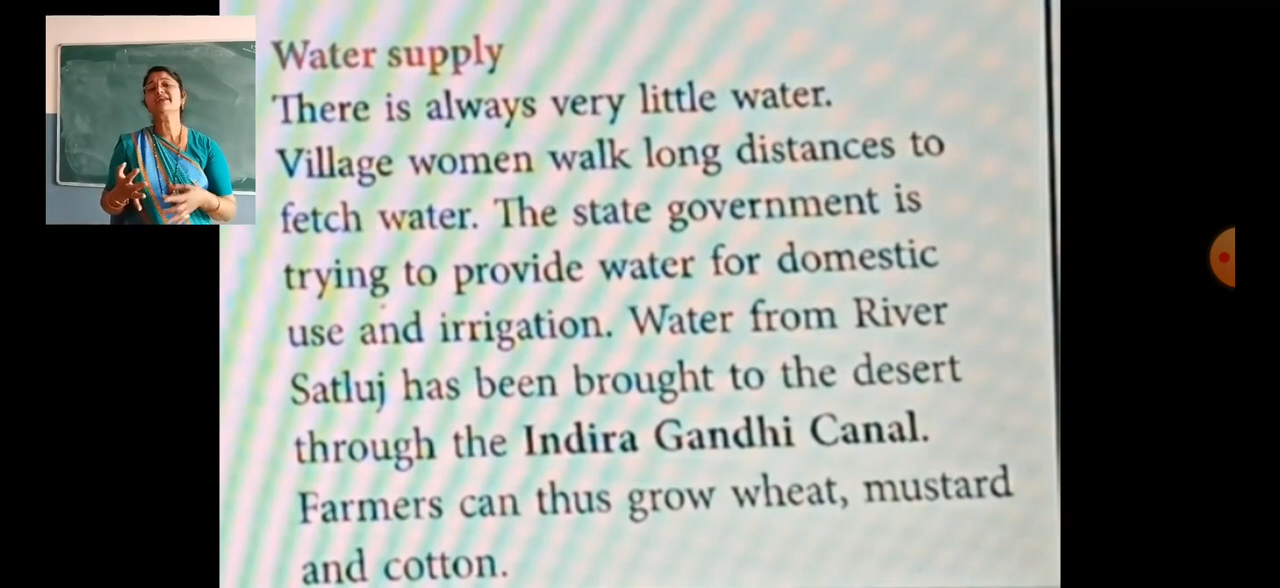 Water supply
There is always very little water.
Village women walk long distances to
fetch water. The state government is
trying to provide water for domestic
use and irrigation. Water from River
Satluj has been brought to the desert
through the Indira Gandhi Canal.
Farmers can thus grow wheat, mustard
and cotton.